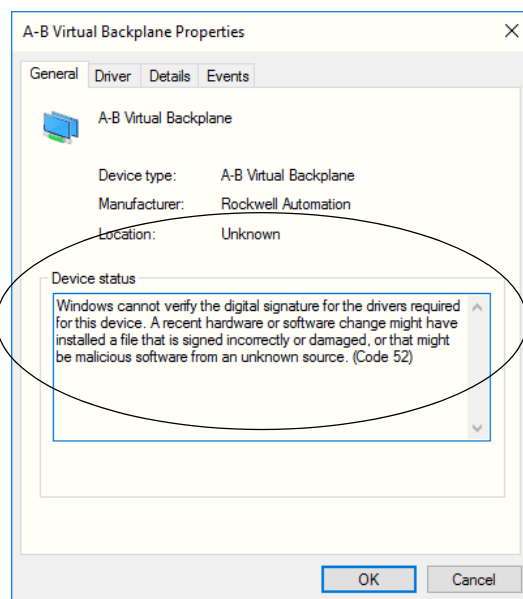 A-B Virtual Backplane Properties
General Driver Details Events
A-B Virtual Backplane
Device type: A-B Virtual Backplane
Manufacturer: Rockwell Automation
Location: Unknown
Device status
Windows cannot verify the digital signature for the drivers required
for this device. A recent hardware or software change might have
installed a file that is signed incorrectly or damaged, or that might
be malicious software from an unknown source. (Code 52)
OK Cancel